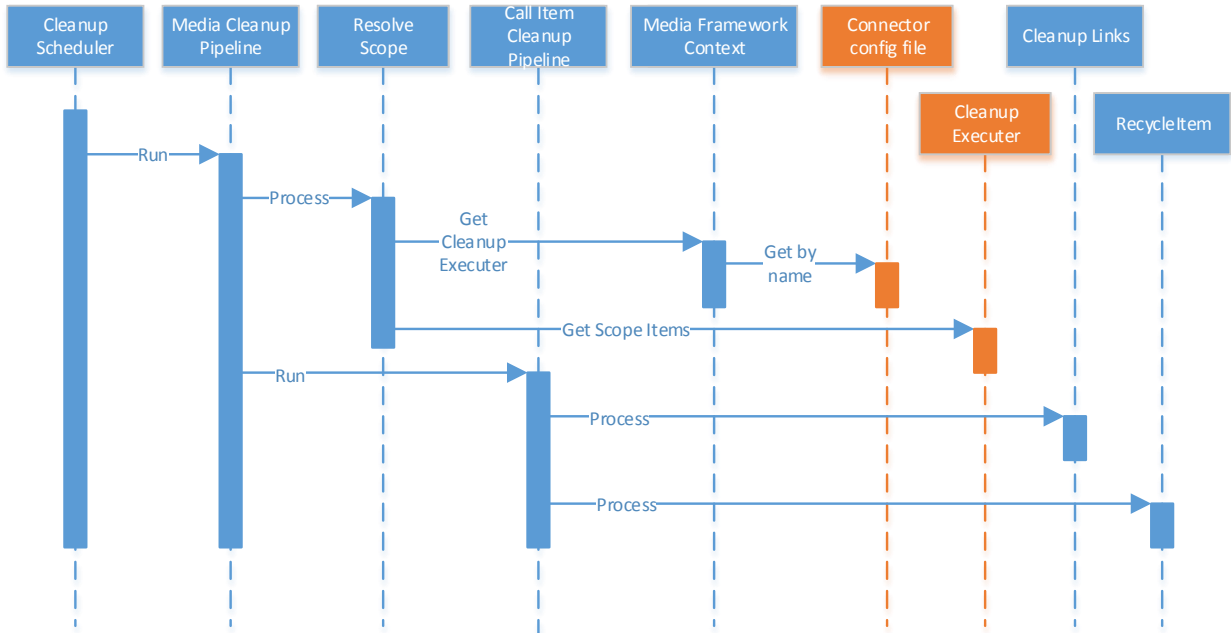 Cleanup
Scheduler
Media Cleanup
Pipeline
Resolve
Scope
Call Item
Cleanup
Pipeline
Media Framework
Context
Connector
config file
Cleanup Links
Cleanup
Executer
RecycleItem
Run
Process
Get
Cleanup
Executer
Get by
name
Get Scope Items
Run
Process
Process